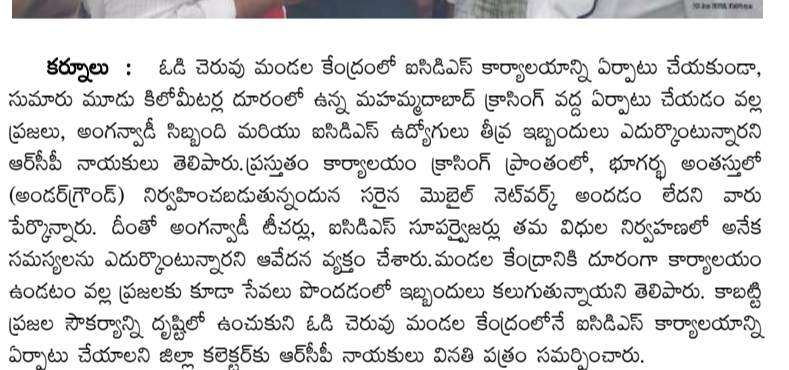 కర్నూలు : ఓడి చెరువు మండల కేంద్రంలో ఐసిడిఎస్ కార్యాలయాన్ని ఏర్పాటు చేయకుండా,
సుమారు మూడు కిలోమీటర్ల దూరంలో ఉన్న మహమ్మదాబాద్ క్రాసింగ్ వద్ద ఏర్పాటు చేయడం వల్ల
ప్రజలు, అంగన్వాడీ సిబ్బంది మరియు ఐసిడిఎస్ ఉద్యోగులు తీవ్ర ఇబ్బందులు ఎదుర్కొంటున్నారని
ఆర్‌సీపీ నాయకులు తెలిపారు.ప్రస్తుతం కార్యాలయం క్రాసింగ్ ప్రాంతంలో, భూగర్భ అంతస్తులో
(అండర్‌గ్రౌండ్) నిర్వహించబడుతున్నందున సరైన మొబైల్ నెట్‌వర్క్ అందడం లేదని వారు
పేర్కొన్నారు. దీంతో అంగన్వాడీ టీచర్లు, ఐసిడిఎస్ సూపర్వైజర్లు తమ విధుల నిర్వహణలో అనేక
సమస్యలను ఎదుర్కొంటున్నారని ఆవేదన వ్యక్తం చేశారు.మండల కేంద్రానికి దూరంగా కార్యాలయం
ఉండటం వల్ల ప్రజలకు కూడా సేవలు పొందడంలో ఇబ్బందులు కలుగుతున్నాయని తెలిపారు. కాబట్టి
ప్రజల సౌకర్యాన్ని దృష్టిలో ఉంచుకుని ఓడి చెరువు మండల కేంద్రంలోనే ఐసిడిఎస్ కార్యాలయాన్ని
ఏర్పాటు చేయాలని జిల్లా కలెక్టర్‌కు ఆర్‌సీపీ నాయకులు వినతి పత్రం సమర్పించారు.